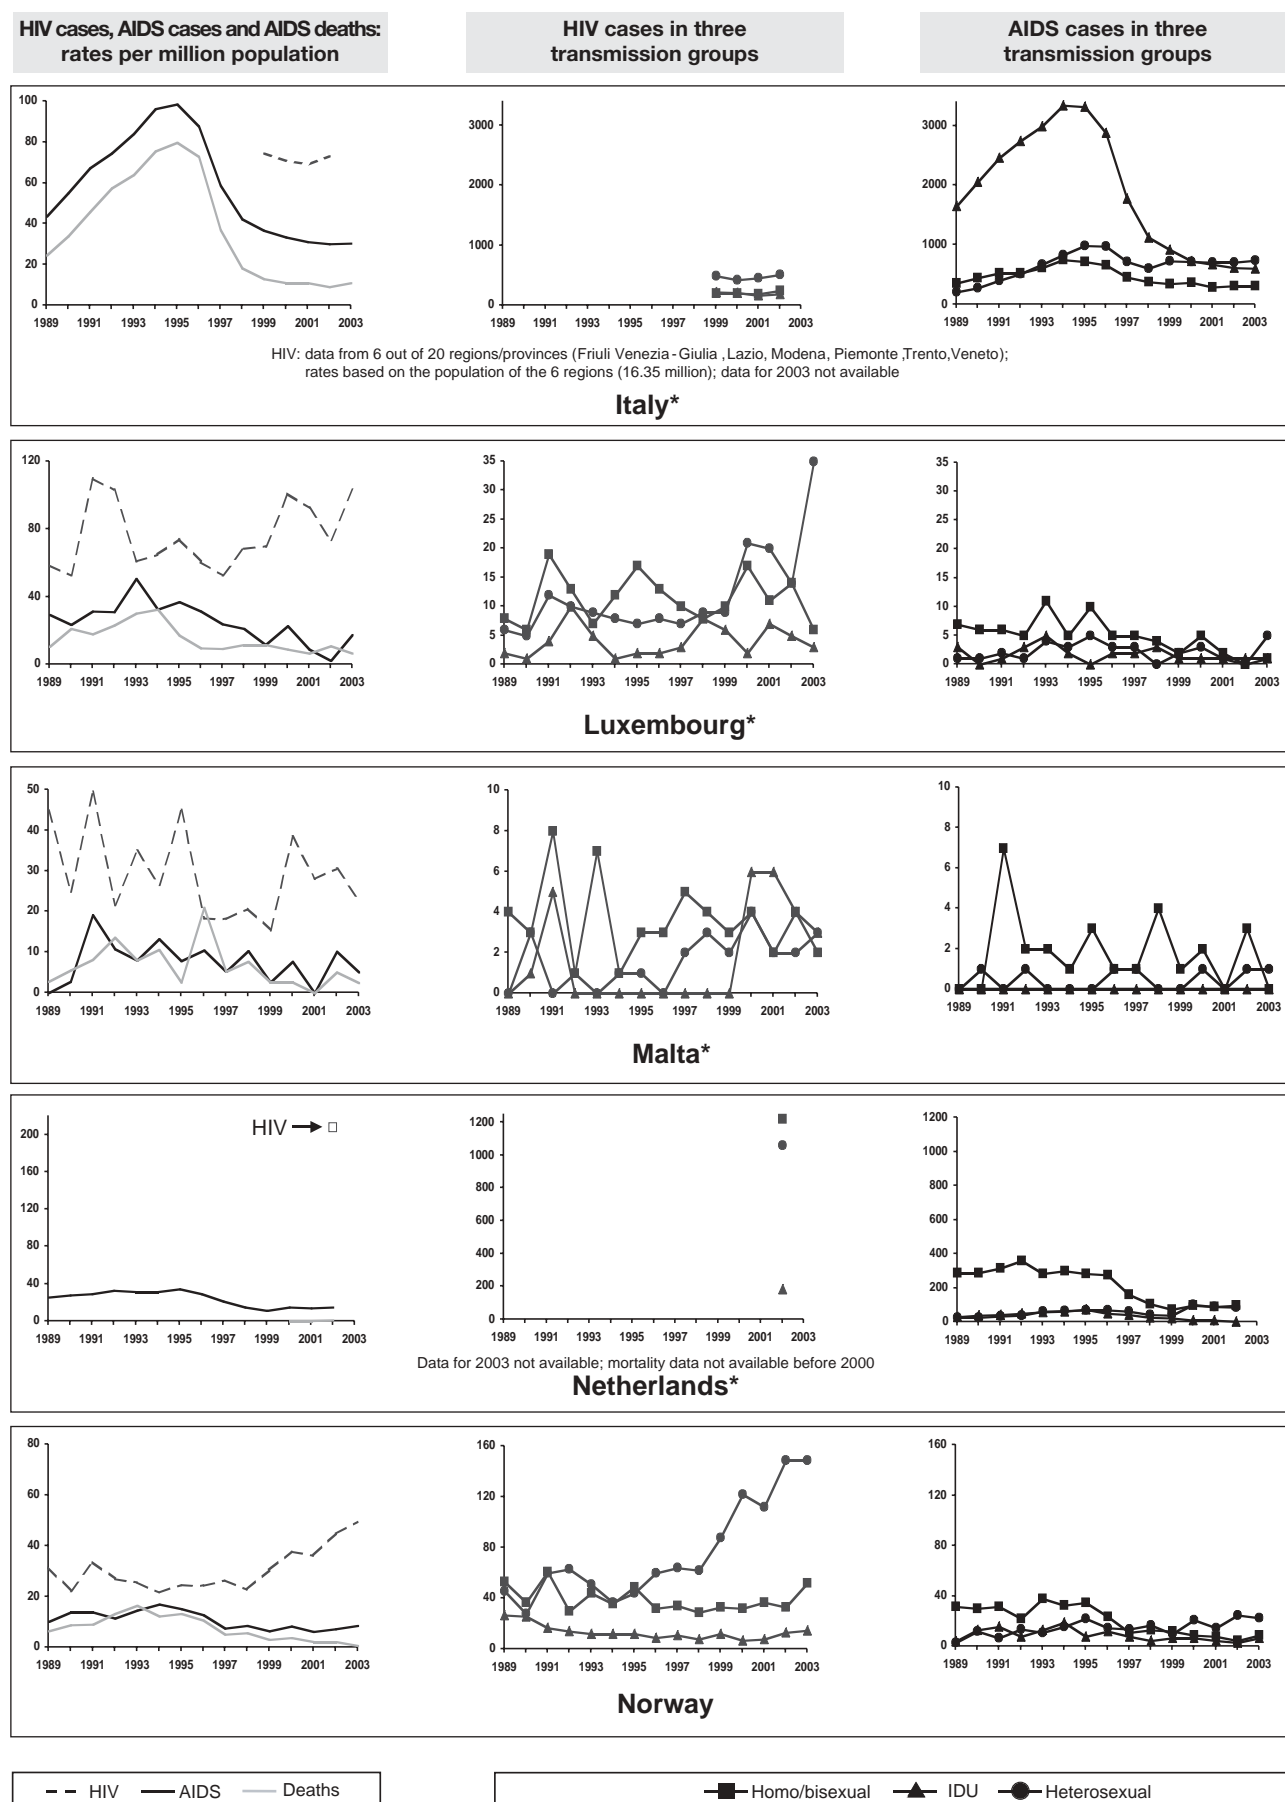 HIV cases, AIDS cases and AIDS deaths:
rates per million population
HIV cases in three
transmission groups
AIDS cases in three
transmission groups
100
80
60
40
20
0
1989 1991 1993 1995 1997 1999 2001 2003
3000
2000
1000
0
1989 1991 1993 1995 1997 1999 2001 2003
3000
2000
1000
0
1989 1991 1993 1995 1997 1999 2001 2003
HIV: data from 6 out of 20 regions/provinces (Friuli Venezia-Giulia ,Lazio, Modena, Piemonte ,Trento,Veneto);
rates based on the population of the 6 regions (16.35 million); data for 2003 not available
Italy*
120
80
40
0
1989 1991 1993 1995 1997 1999 2001 2003
35
30
25
20
15
10
5
0
1989 1991 1993 1995 1997 1999 2001 2003
35
30
25
20
15
10
5
0
1989 1991 1993 1995 1997 1999 2001 2003
Luxembourg*
50
40
30
20
10
0
1989 1991 1993 1995 1997 1999 2001 2003
10
8
6
4
2
0
1989 1991 1993 1995 1997 1999 2001 2003
10
8
6
4
2
0
1989 1991 1993 1995 1997 1999 2001 2003
Malta*
200
160
120
80
40
0
1989 1991 1993 1995 1997 1999 2001 2003
HIV
1200
1000
800
600
400
200
0
1989 1991 1993 1995 1997 1999 2001 2003
1200
1000
800
600
400
200
0
1989 1991 1993 1995 1997 1999 2001 2003
Data for 2003 not available; mortality data not available before 2000
Netherlands*
80
60
40
20
0
1989 1991 1993 1995 1997 1999 2001 2003
160
120
80
40
0
1989 1991 1993 1995 1997 1999 2001 2003
160
120
80
40
0
1989 1991 1993 1995 1997 1999 2001 2003
Norway
HIV AIDS Deaths
Homo/bisexual IDU Heterosexual